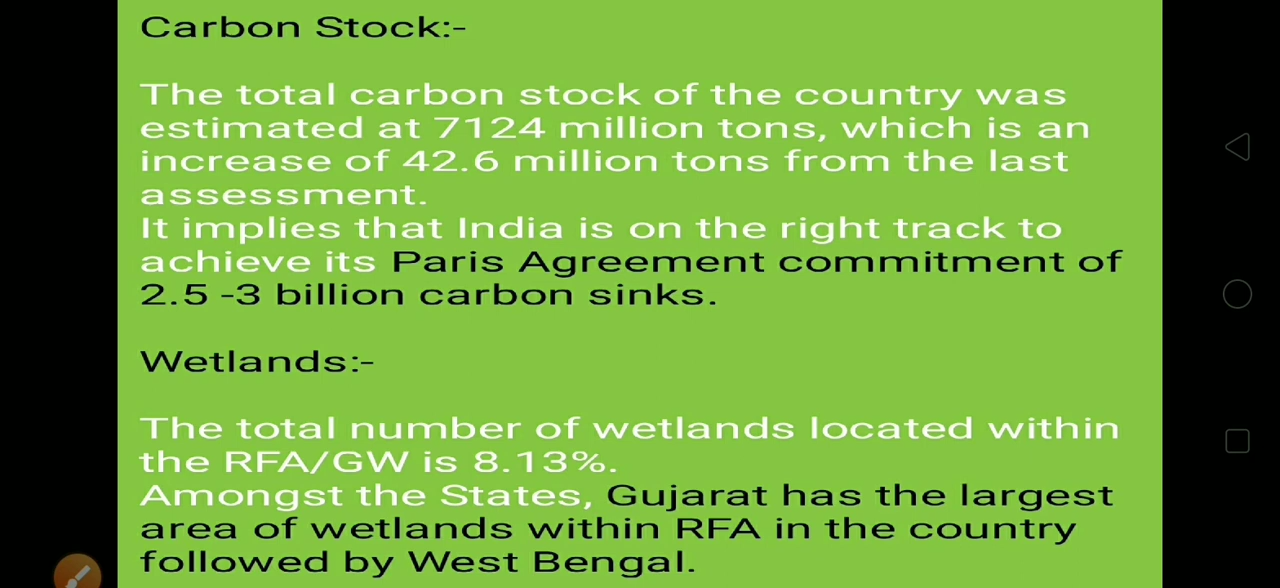 Carbon Stock:-
The total carbon stock of the country was
estimated at 7124 million tons, which is an
increase of 42.6 million tons from the last
assessment.
It implies that India is on the right track to
achieve its Paris Agreement commitment of
2.5 -3 billion carbon sinks.
Wetlands:-
The total number of wetlands located within
the RFA/GW is 8.13%.
Amongst the States, Gujarat has the largest
area of wetlands within RFA in the country
followed by West Bengal.